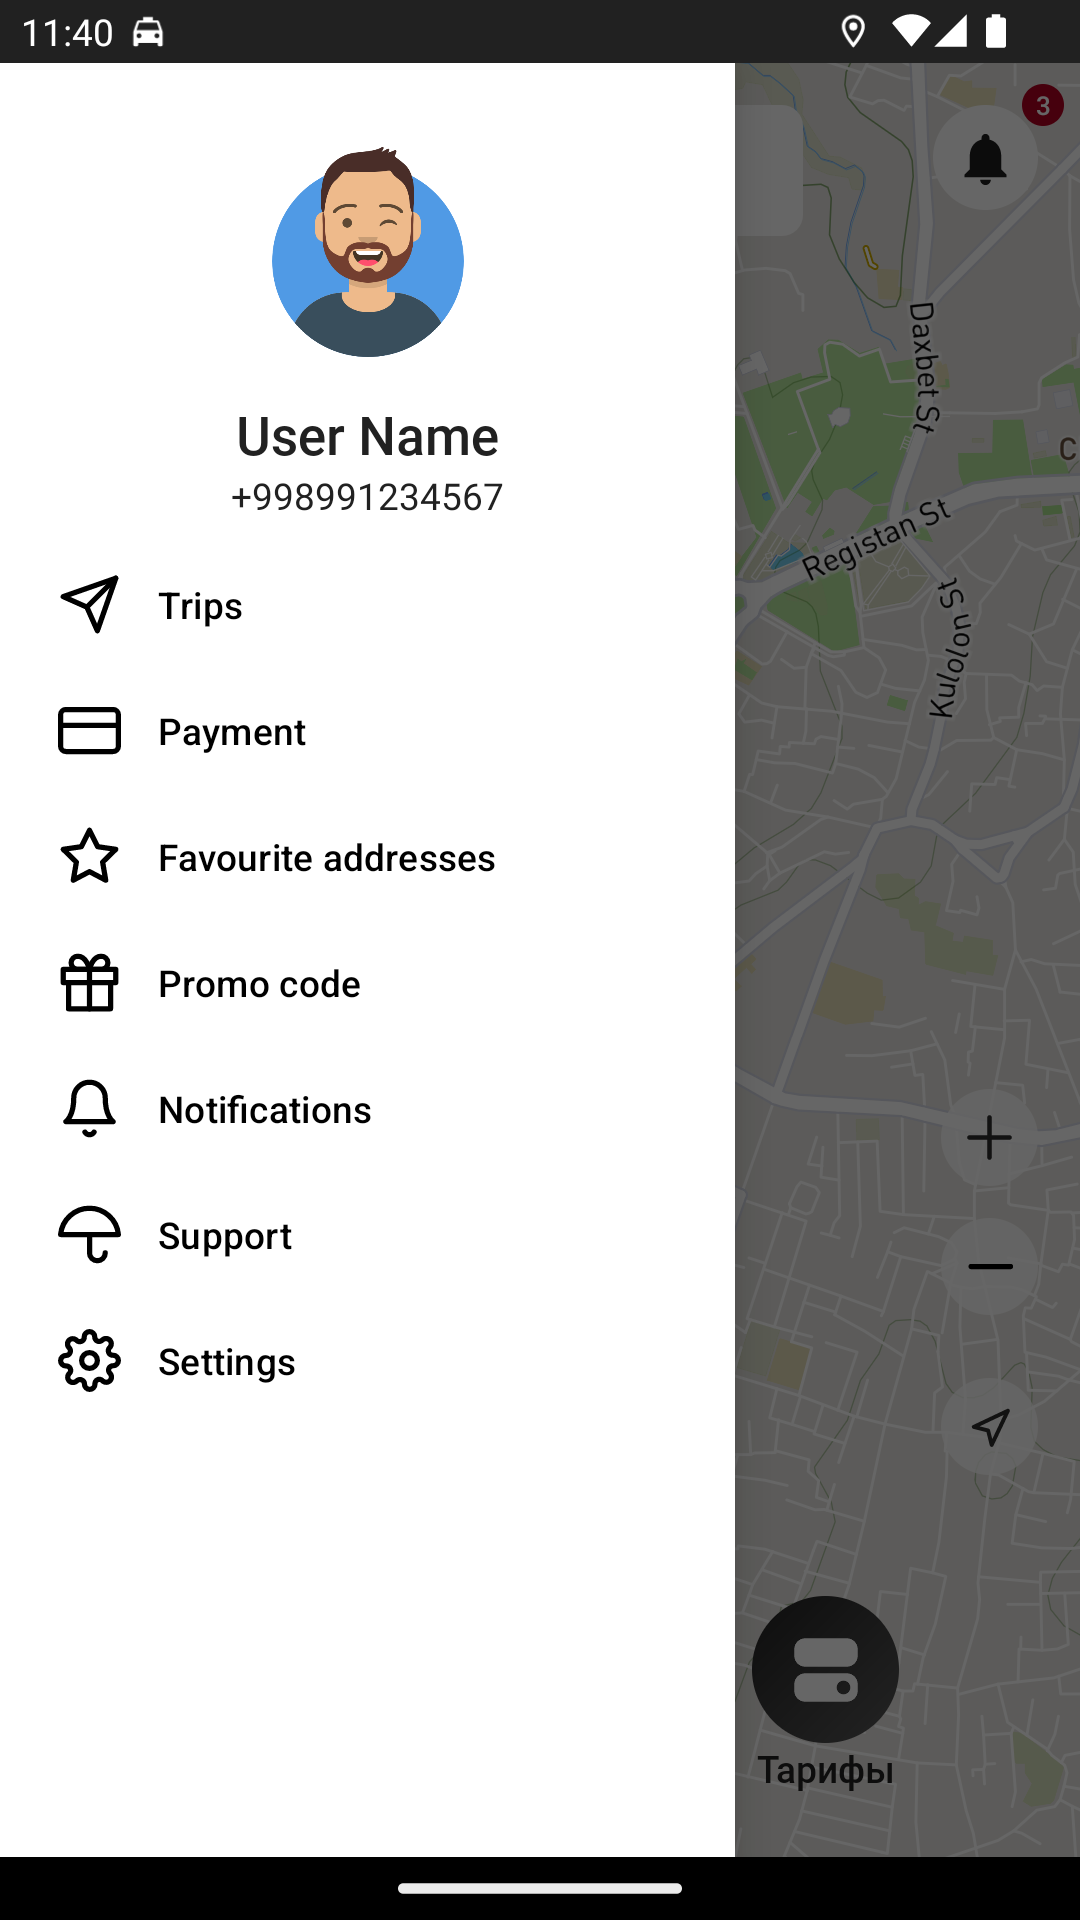 11:40
3
User Name
+998991234567
Trips
Payment
Favourite addresses
Promo code
Notifications
Support
Settings
Daxbet St
C
Registan St
Kulolon St
Тарифы